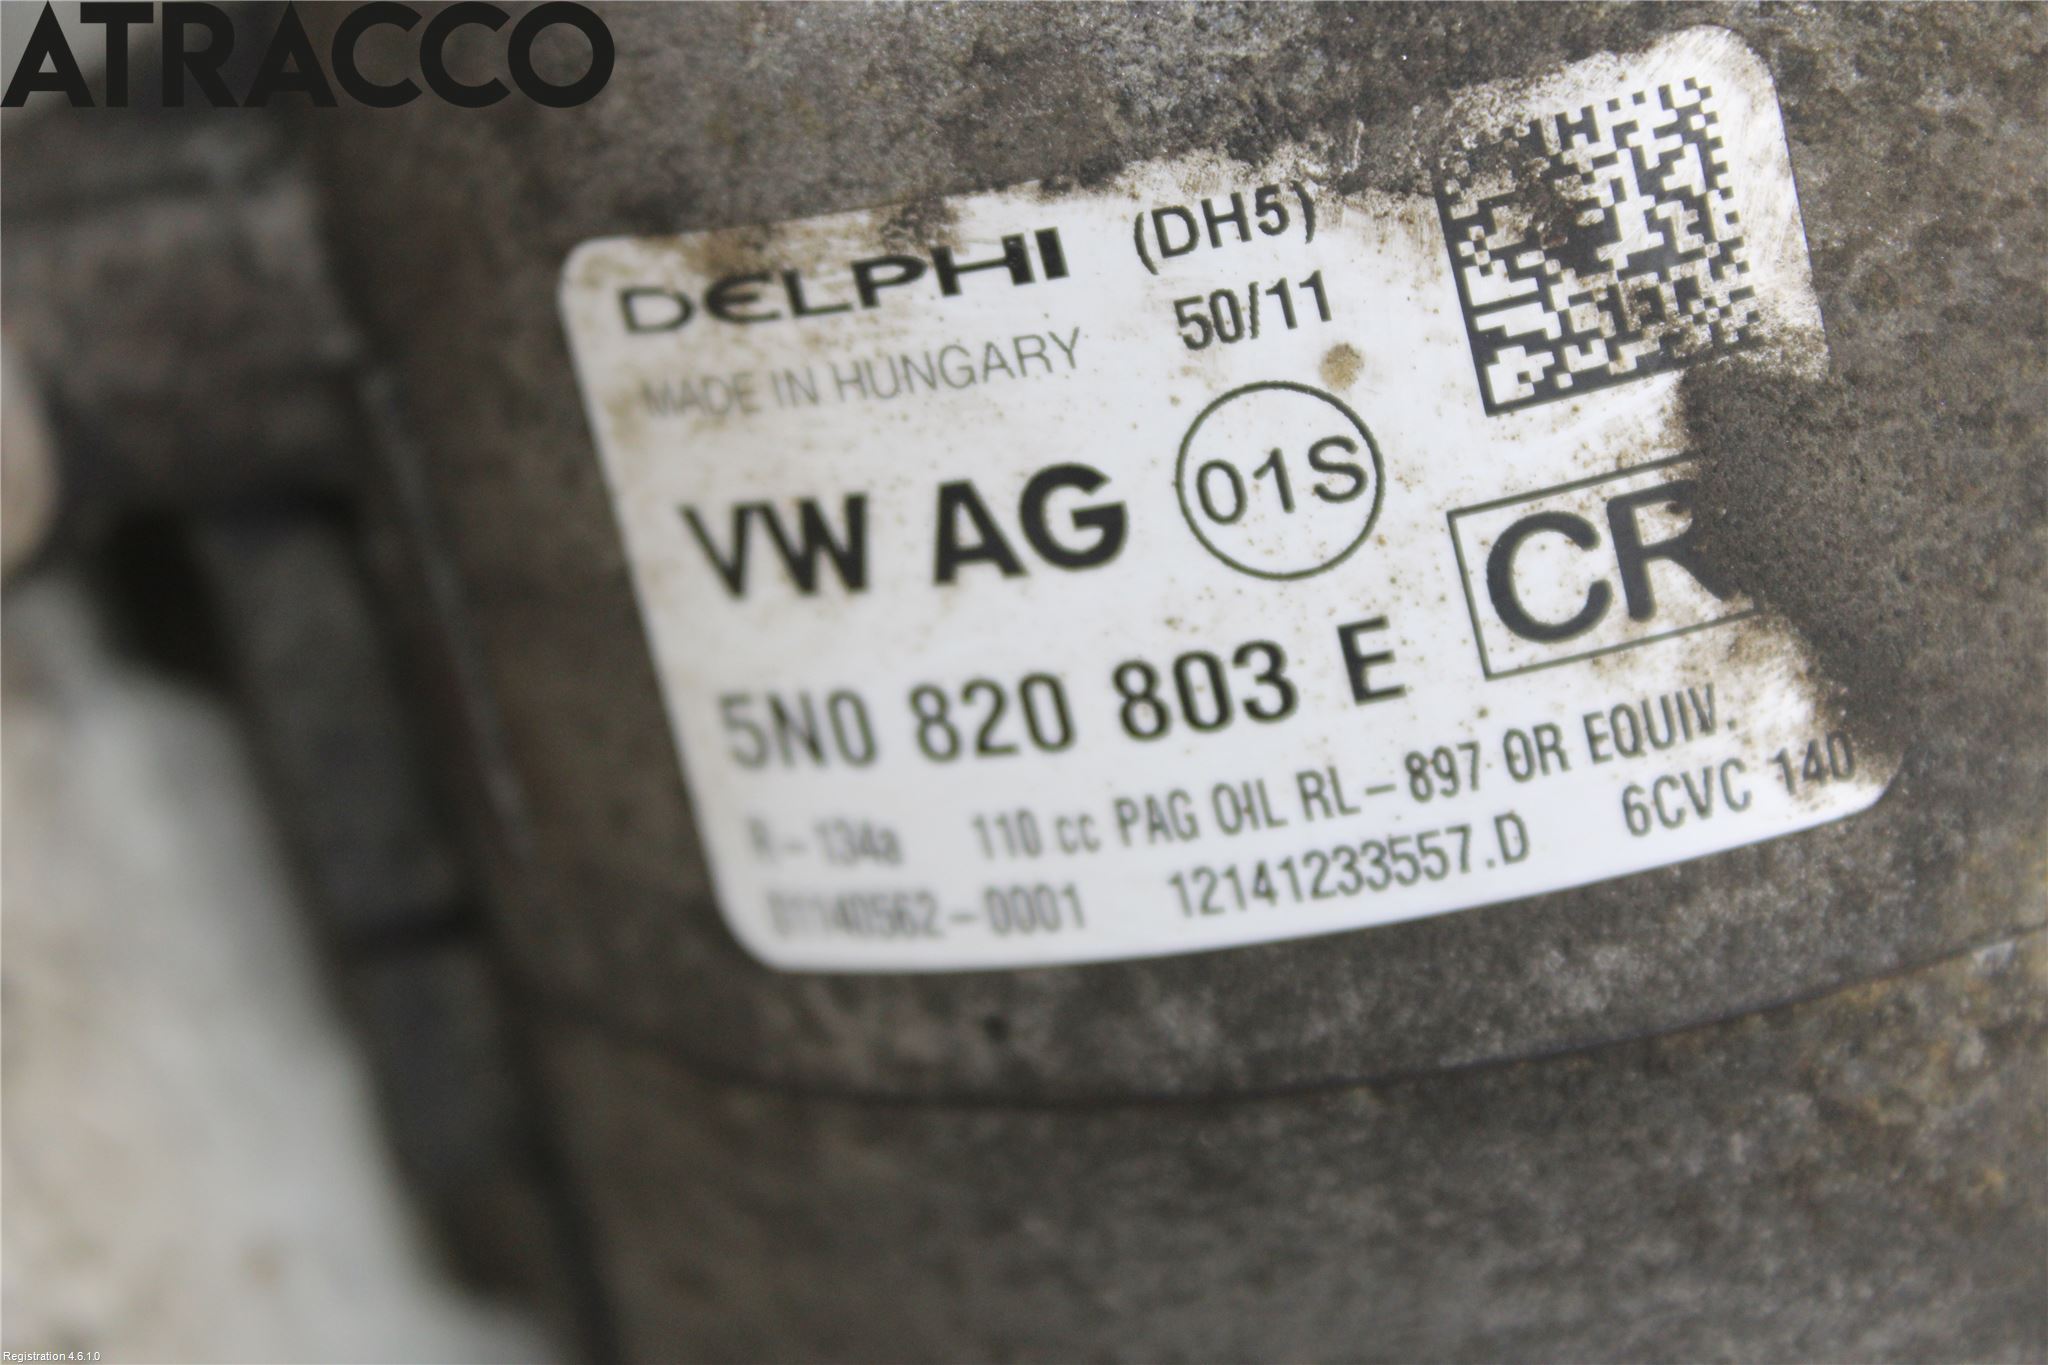 ATRACCO
DELPHI (DH5)
MADE IN HUNGARY 50/11
VW AG 01S
CR
5N0 820 803 E
R-134a 110 cc PAG OIL RL-897 OR EQUIV.
01140562-0001 12141233557.D 6CVC 140
Registration 4.6.1.0